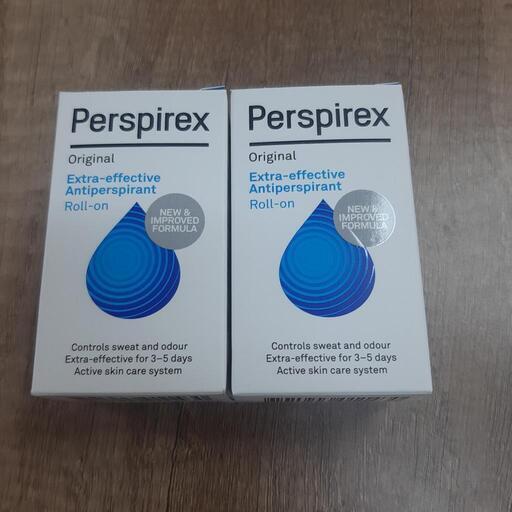 Perspirex
Original
Extra-effective
Antiperspirant
Roll-on
NEW &
IMPROVED
FORMULA
Controls sweat and odour
Extra-effective for 3–5 days
Active skin care system
Perspirex
Original
Extra-effective
Antiperspirant
Roll-on
NEW &
IMPROVED
FORMULA
Controls sweat and odour
Extra-effective for 3–5 days
Active skin care system